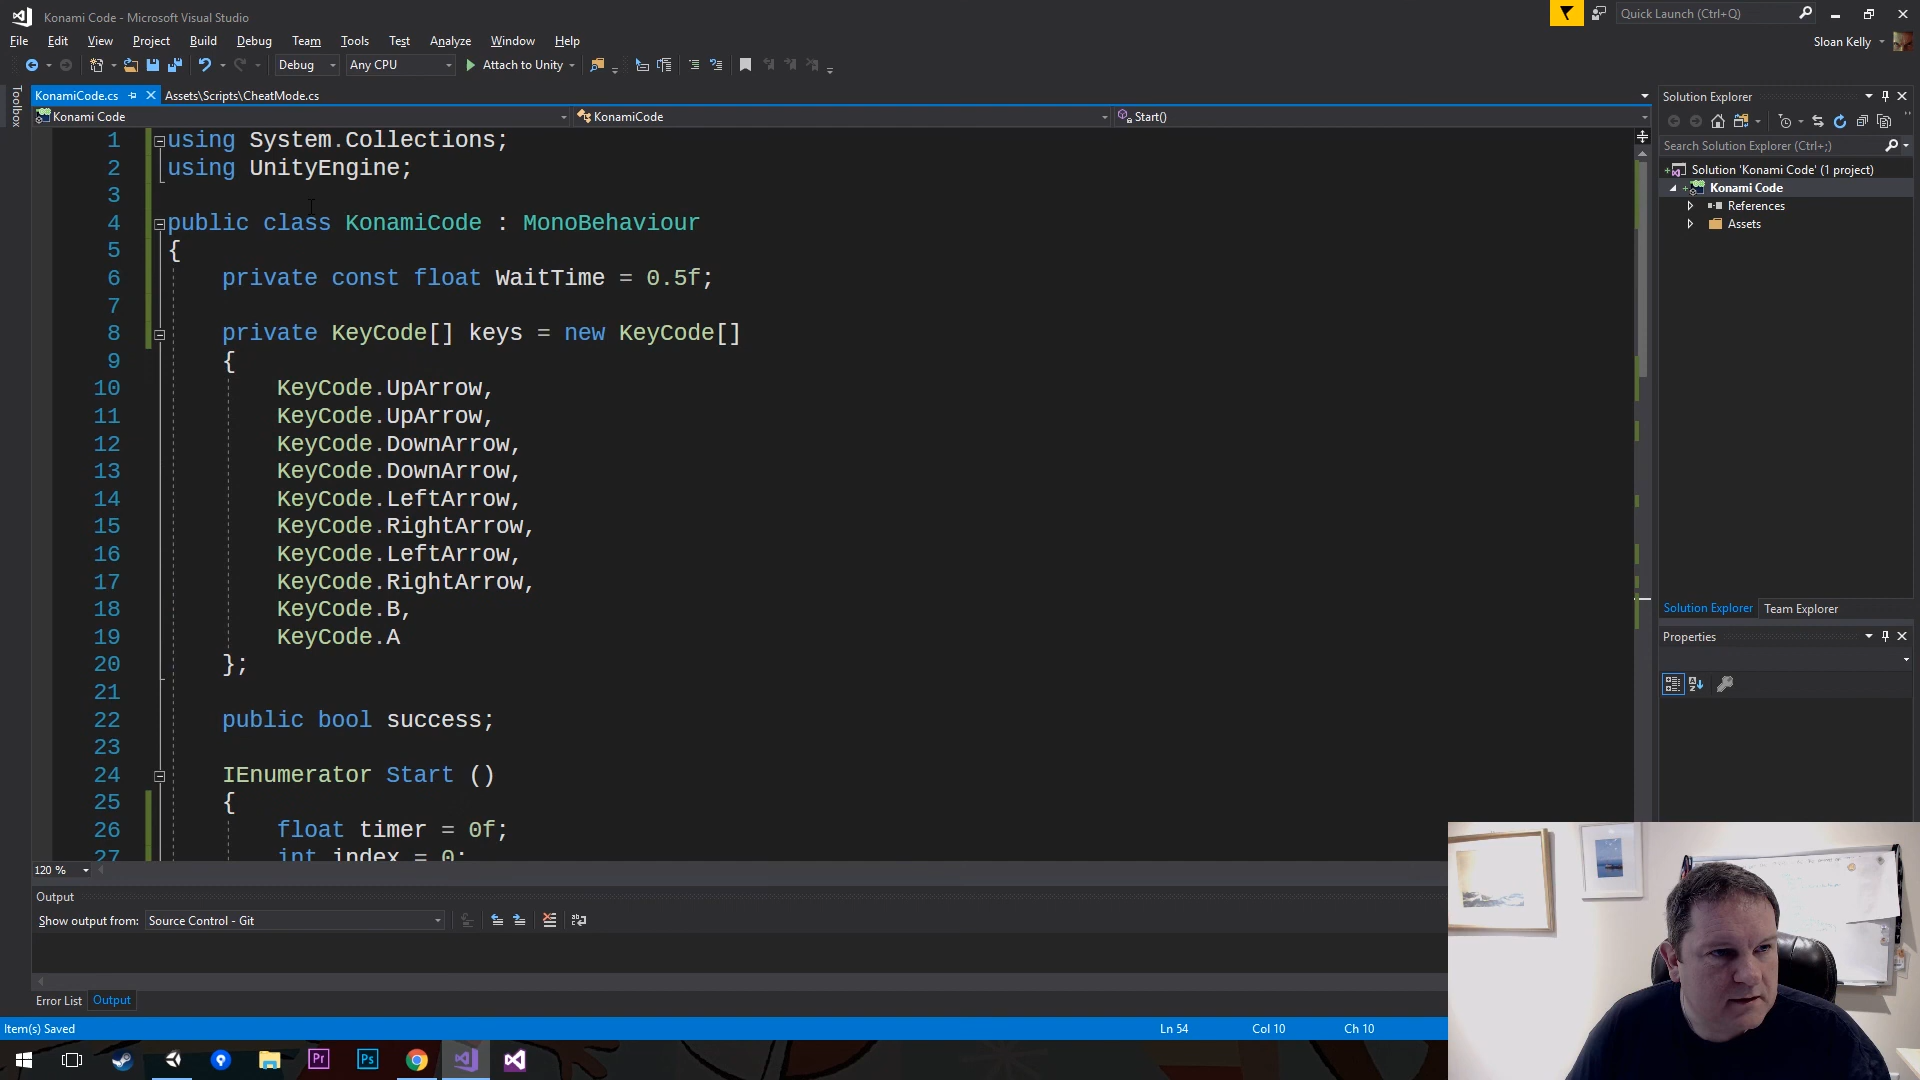 Konami Code - Microsoft Visual Studio
Quick Launch (Ctrl+Q)
File Edit View Project Build Debug Team Tools Test Analyze Window Help
Sloan Kelly
Debug Any CPU Attach to Unity
Toolbox
KonamiCode.cs Assets\Scripts\CheatMode.cs
Konami Code KonamiCode Start()
1 using System.Collections;
2 using UnityEngine;
3
4 public class KonamiCode : MonoBehaviour
5 {
6 private const float WaitTime = 0.5f;
7
8 private KeyCode[] keys = new KeyCode[]
9 {
10 KeyCode.UpArrow,
11 KeyCode.UpArrow,
12 KeyCode.DownArrow,
13 KeyCode.DownArrow,
14 KeyCode.LeftArrow,
15 KeyCode.RightArrow,
16 KeyCode.LeftArrow,
17 KeyCode.RightArrow,
18 KeyCode.B,
19 KeyCode.A
20 };
21
22 public bool success;
23
24 IEnumerator Start ()
25 {
26 float timer = 0f;
27 int index = 0;
120 %
Output
Show output from: Source Control - Git
Error List Output
Item(s) Saved Ln 54 Col 10 Ch 10
Solution Explorer
Search Solution Explorer (Ctrl+;)
Solution 'Konami Code' (1 project)
Konami Code
References
Assets
Solution Explorer Team Explorer
Properties
Pr Ps